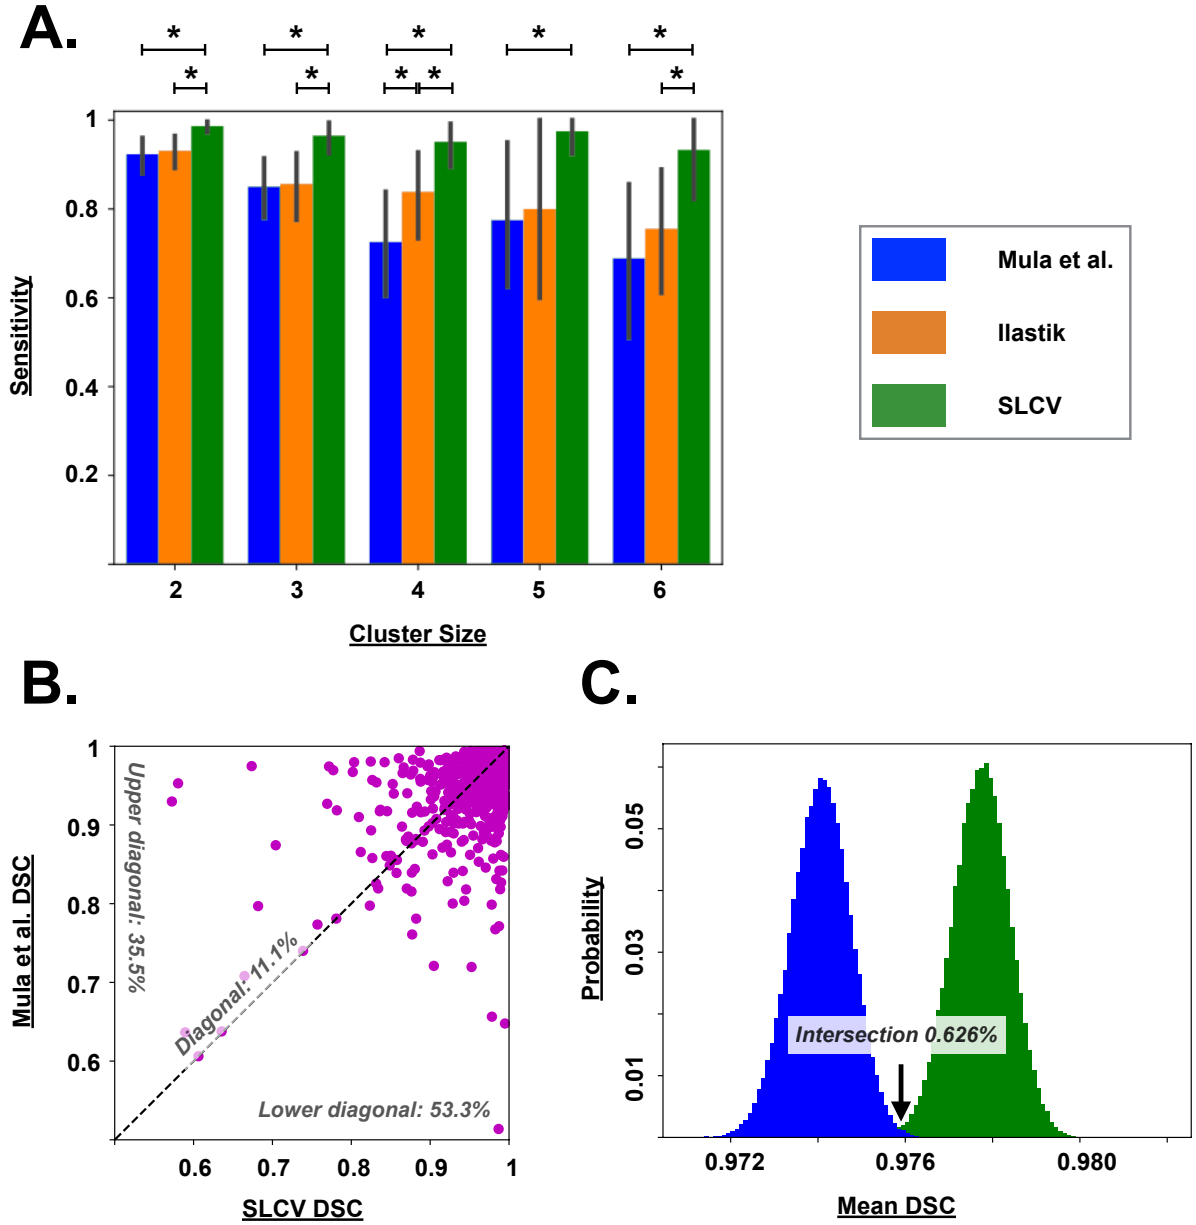 A.
* * * * *
* * * * * 
1
0.8
0.6
0.4
0.2
Sensitivity
2 3 4 5 6
Cluster Size
Mula et al.
Ilastik
SLCV
B.
1
0.9
0.8
0.7
0.6
Mula et al. DSC
Upper diagonal: 35.5%
Diagonal: 11.1%
Lower diagonal: 53.3%
0.6 0.7 0.8 0.9 1
SLCV DSC
C.
0.05
0.03
0.01
Probability
Intersection 0.626%
0.972 0.976 0.980
Mean DSC